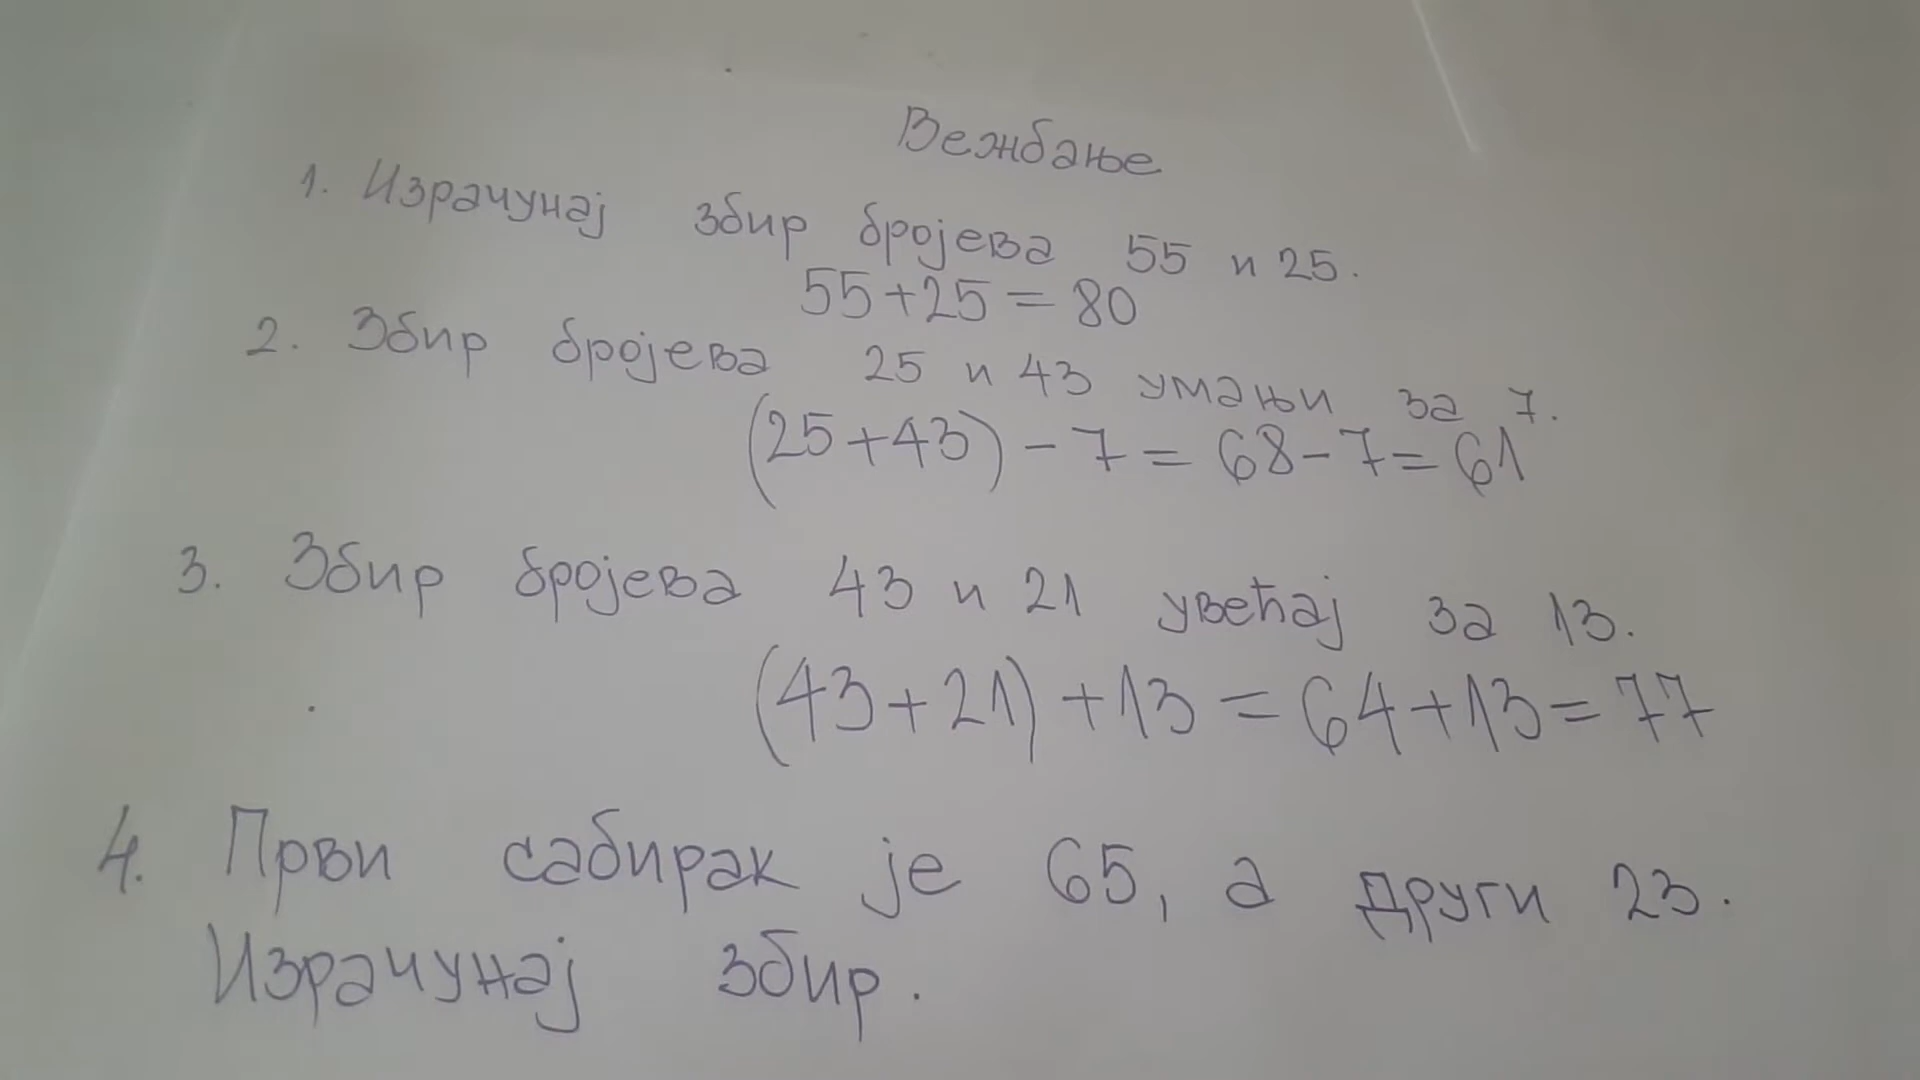 Вежбање
1. Израчунај збир бројева 55 и 25.
55+25=80
2. Збир бројева 25 и 43 умањи за 7.
(25+43)-7=68-7=61
3. Збир бројева 43 и 21 увећај за 13.
(43+21)+13=64+13=77
4. Први сабирак је 65, а други 23.
Израчунај збир.